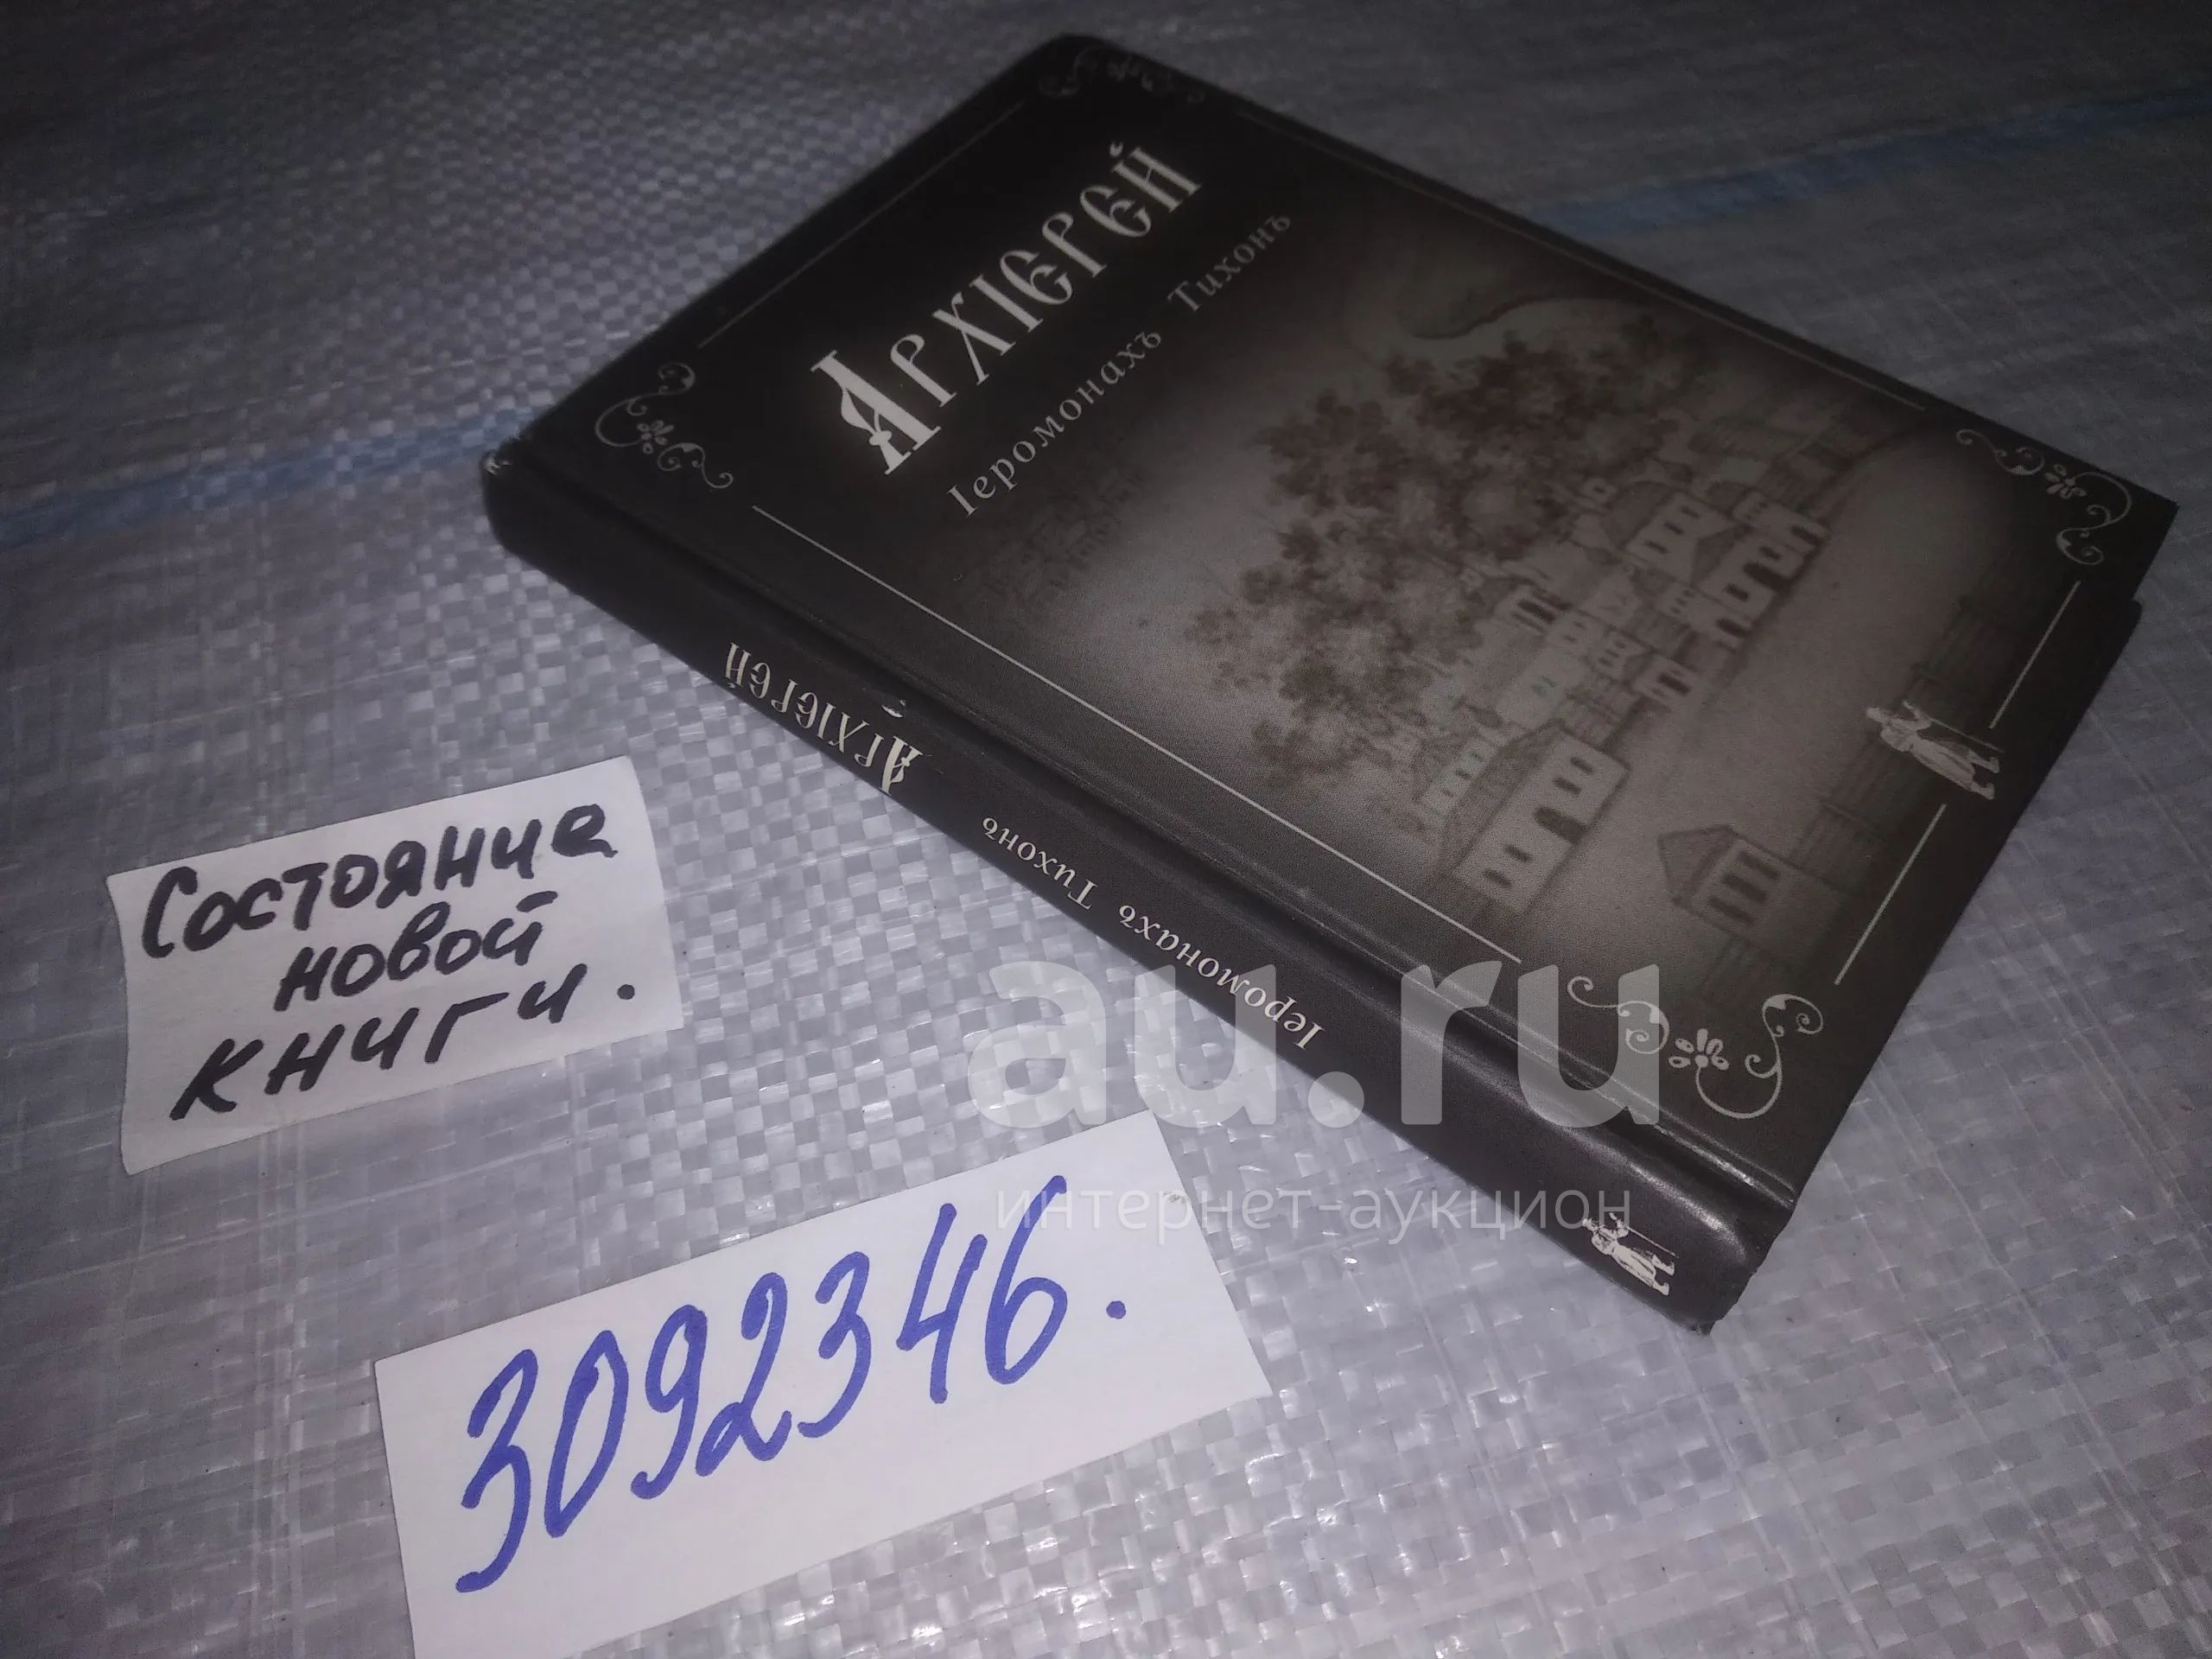 Архіерей
Іеромонахъ Тихонъ
Архіерей Іеромонахъ Тихонъ
Состояние
новой
книги.
3092346.
au.ru
интернет-аукцион